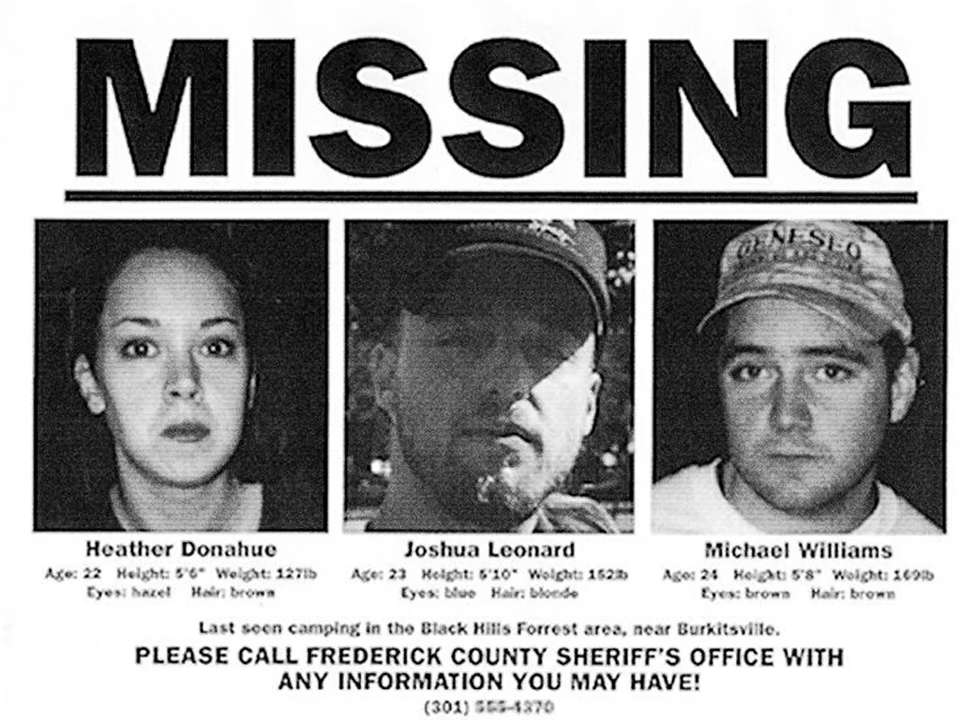 MISSING
GENESEO
Heather Donahue
Age: 22 Height: 5'6" Weight: 127lb
Eyes: hazel Hair: brown
Joshua Leonard
Age: 23 Height: 5'10" Weight: 152lb
Eyes: blue Hair: blonde
Michael Williams
Age: 24 Height: 5'8" Weight: 169lb
Eyes: brown Hair: brown
Last seen camping in the Black Hills Forrest area, near Burkitsville.
PLEASE CALL FREDERICK COUNTY SHERIFF'S OFFICE WITH
ANY INFORMATION YOU MAY HAVE!
(301) 555-4370